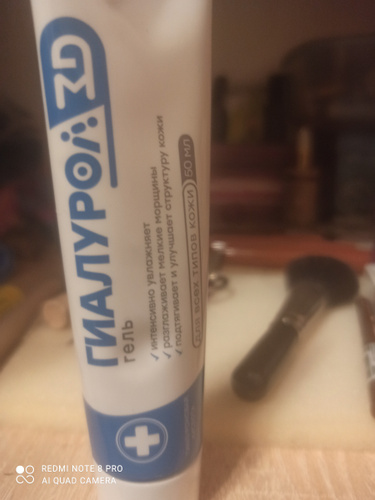 ГИАЛУРОЛ 3D
гель
✓ интенсивно увлажняет
✓ разглаживает мелкие морщины
✓ подтягивает и улучшает структуру кожи
для всех типов кожи 50 мл
REDMI NOTE 8 PRO
AI QUAD CAMERA